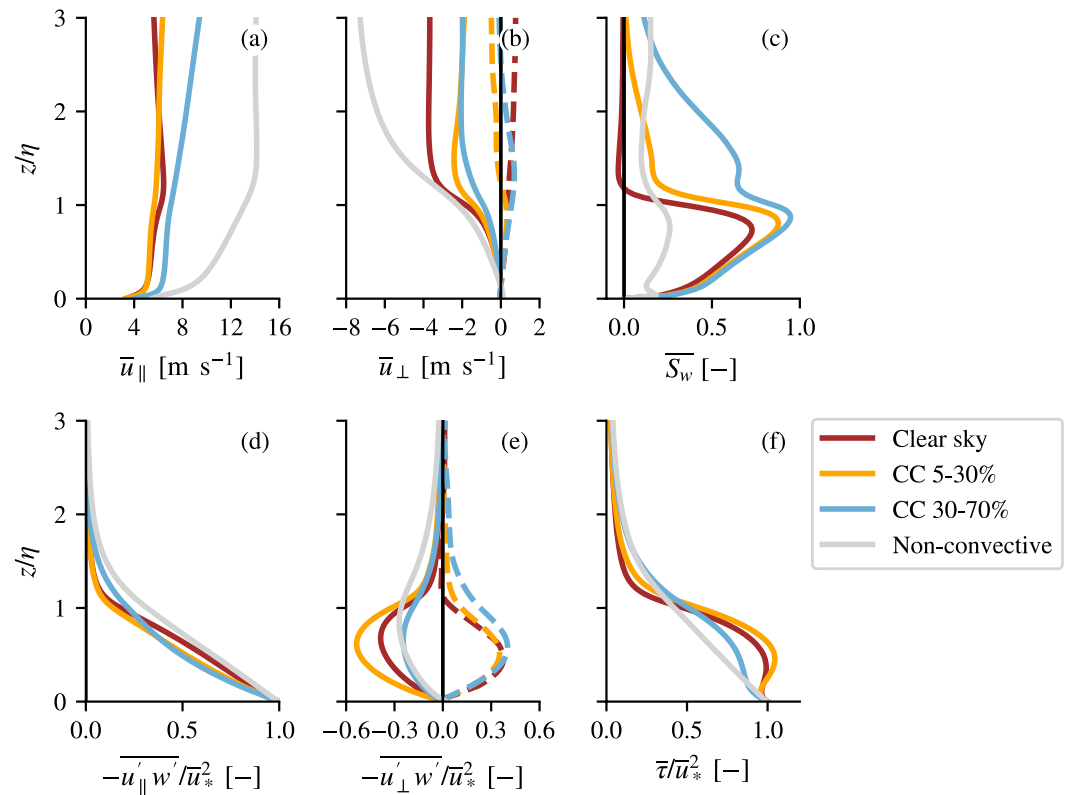 3
2
1
0
z/η
(a)
(b)
(c)
0 4 8 12 16
−8 −6 −4 −2 0 2
0.0 0.5 1.0
u̅∥ [m s⁻¹]
u̅⊥ [m s⁻¹]
S̅w̅ [−]
3
2
1
0
z/η
(d)
(e)
(f)
0.0 0.5 1.0
−0.6 −0.3 0.0 0.3 0.6
0.0 0.5 1.0
−u′∥w′/u̅²* [−]
−u′⊥w′/u̅²* [−]
τ̅/u̅²* [−]
Clear sky
CC 5-30%
CC 30-70%
Non-convective